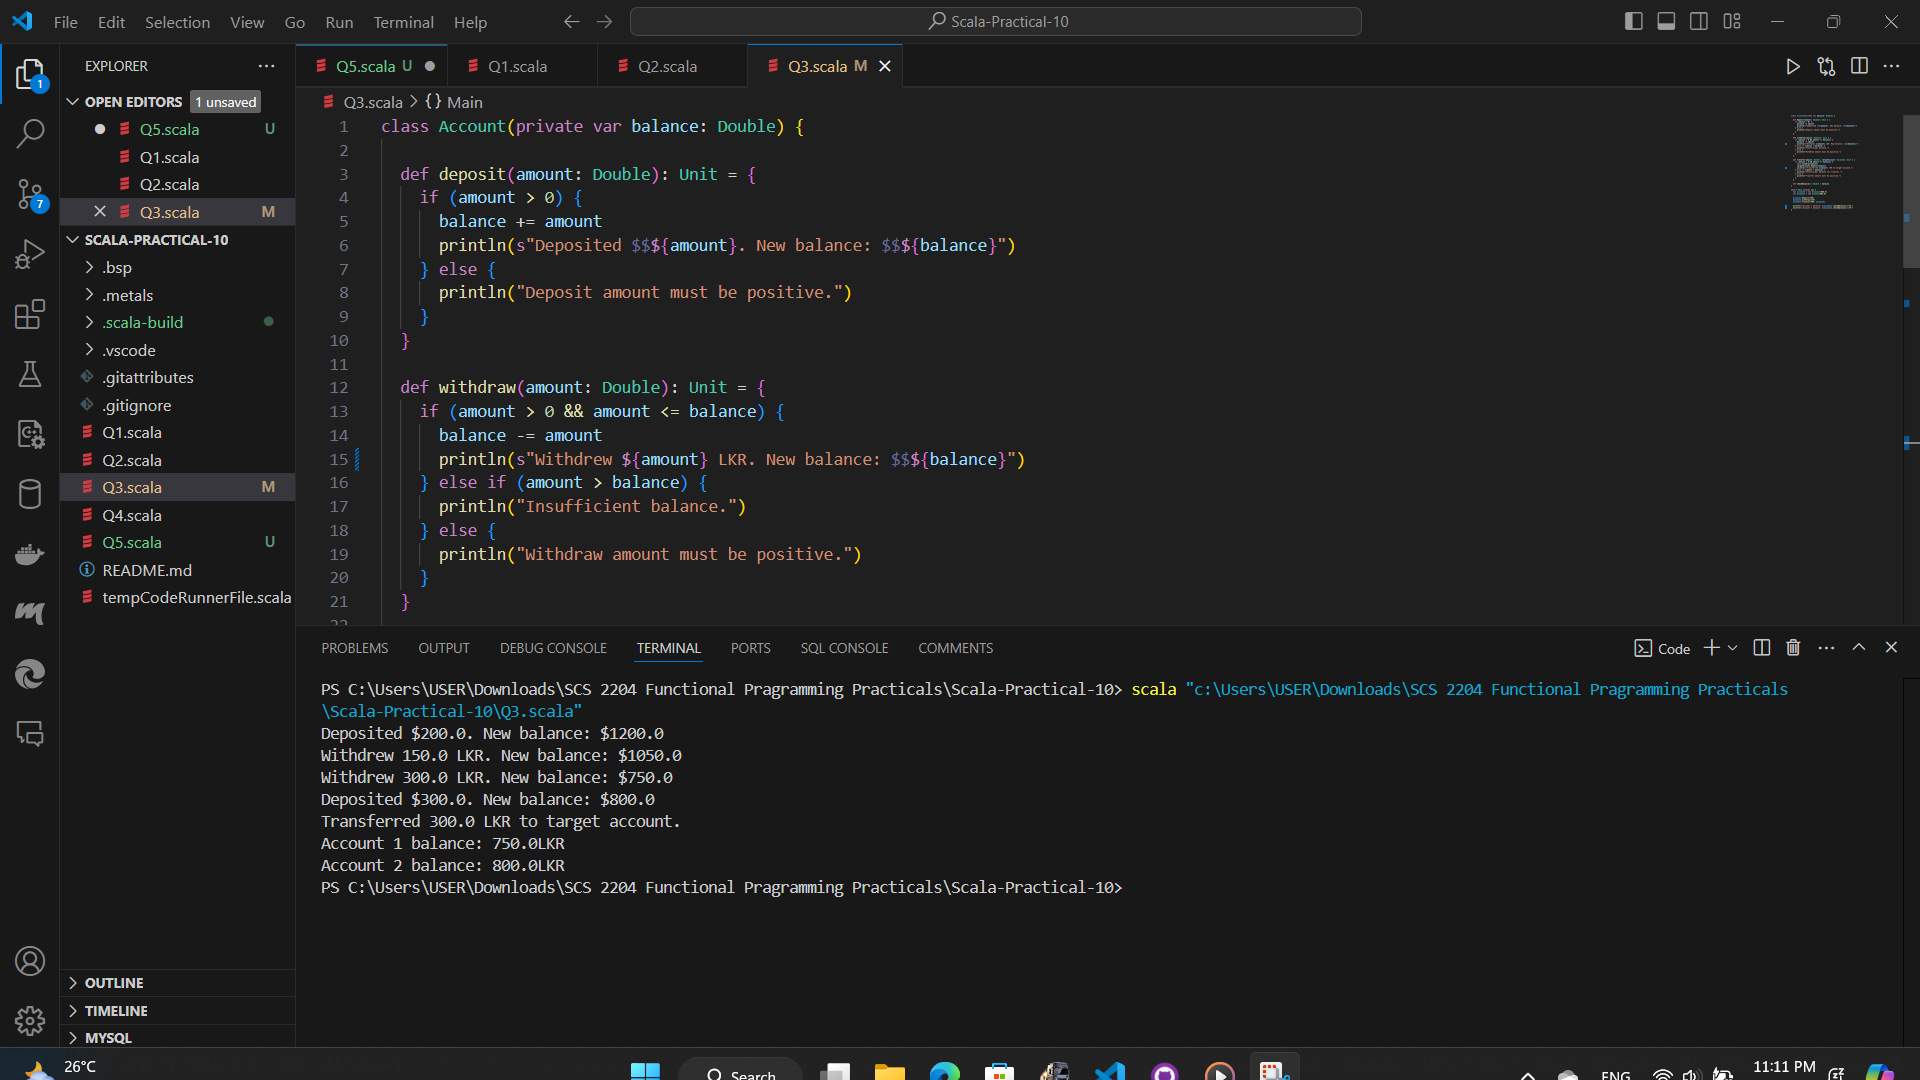 File Edit Selection View Go Run Terminal Help
Scala-Practical-10
EXPLORER
OPEN EDITORS 1 unsaved
Q5.scala U
Q1.scala
Q2.scala
Q3.scala M
SCALA-PRACTICAL-10
.bsp
.metals
.scala-build
.vscode
.gitattributes
.gitignore
Q1.scala
Q2.scala
Q3.scala M
Q4.scala
Q5.scala U
README.md
tempCodeRunnerFile.scala
OUTLINE
TIMELINE
MYSQL
1
7
Q5.scala U
Q1.scala
Q2.scala
Q3.scala M
Q3.scala > {} Main
1 class Account(private var balance: Double) {
2
3 def deposit(amount: Double): Unit = {
4 if (amount > 0) {
5 balance += amount
6 println(s"Deposited $$${amount}. New balance: $$${balance}")
7 } else {
8 println("Deposit amount must be positive.")
9 }
10 }
11
12 def withdraw(amount: Double): Unit = {
13 if (amount > 0 && amount <= balance) {
14 balance -= amount
15 println(s"Withdrew ${amount} LKR. New balance: $$${balance}")
16 } else if (amount > balance) {
17 println("Insufficient balance.")
18 } else {
19 println("Withdraw amount must be positive.")
20 }
21 }
22
PROBLEMS OUTPUT DEBUG CONSOLE TERMINAL PORTS SQL CONSOLE COMMENTS
Code
PS C:\Users\USER\Downloads\SCS 2204 Functional Pragramming Practicals\Scala-Practical-10> scala "c:\Users\USER\Downloads\SCS 2204 Functional Pragramming Practicals
\Scala-Practical-10\Q3.scala"
Deposited $200.0. New balance: $1200.0
Withdrew 150.0 LKR. New balance: $1050.0
Withdrew 300.0 LKR. New balance: $750.0
Deposited $300.0. New balance: $800.0
Transferred 300.0 LKR to target account.
Account 1 balance: 750.0LKR
Account 2 balance: 800.0LKR
PS C:\Users\USER\Downloads\SCS 2204 Functional Pragramming Practicals\Scala-Practical-10>
26°C
Search
ENG
11:11 PM